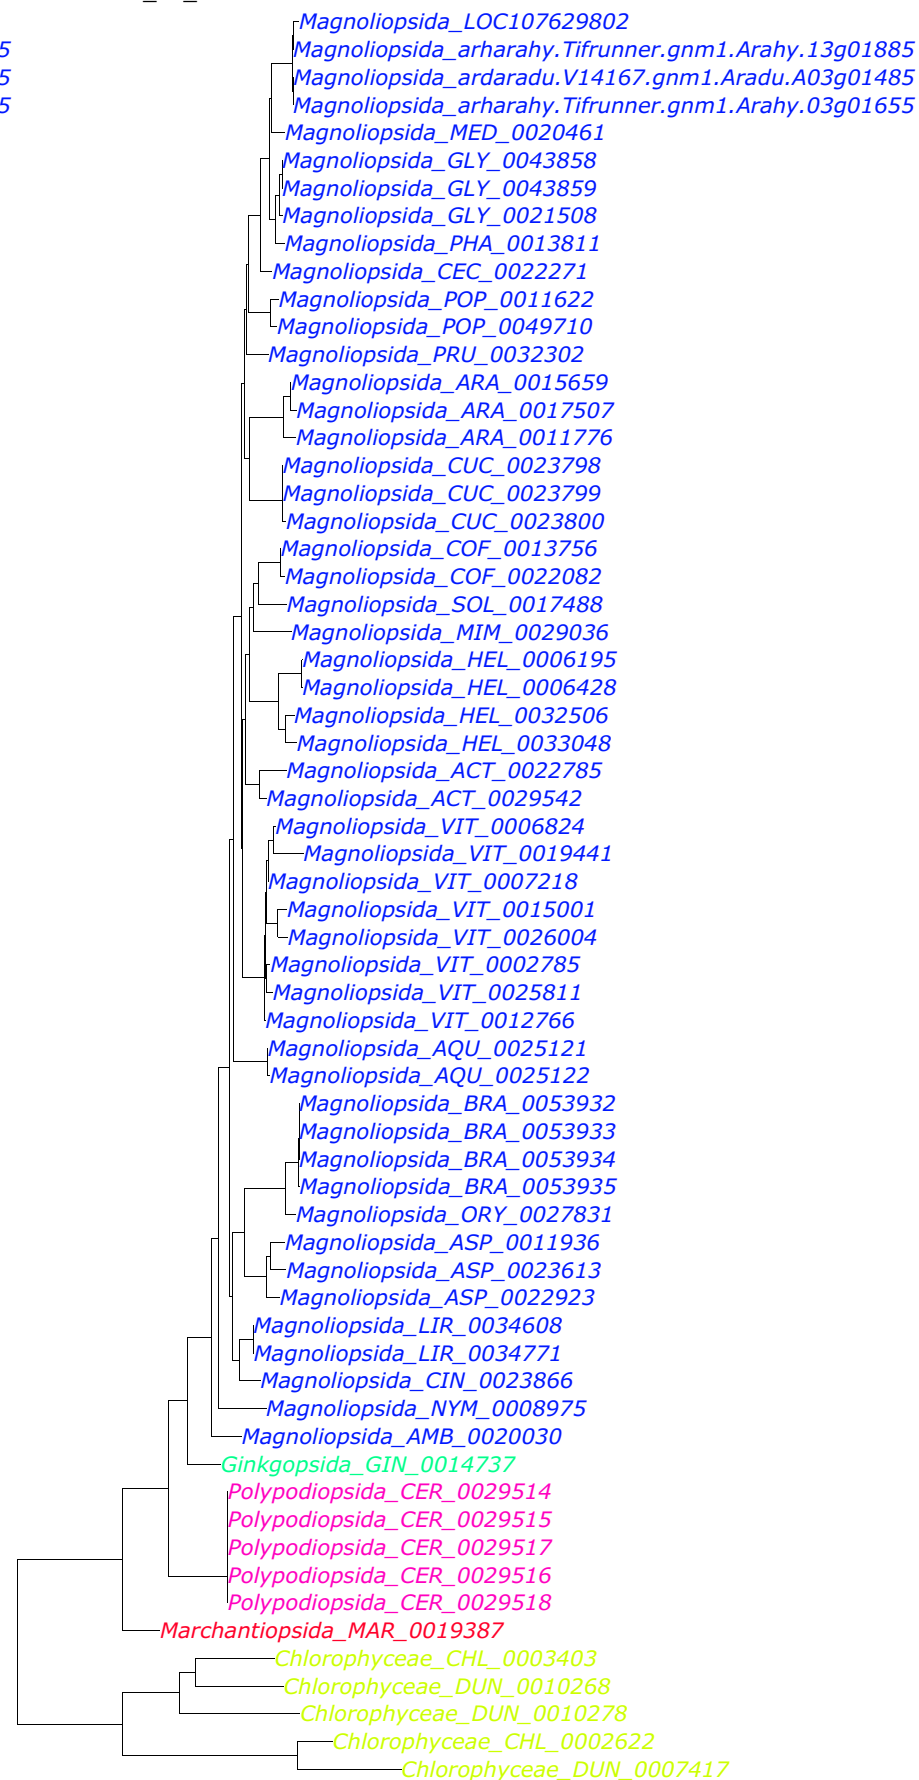 Magnoliopsida_LOC107629802
5 Magnoliopsida_arharahy.Tifrunner.gnm1.Arahy.13g01885
5 Magnoliopsida_ardaradu.V14167.gnm1.Aradu.A03g01485
5 Magnoliopsida_arharahy.Tifrunner.gnm1.Arahy.03g01655
Magnoliopsida_MED_0020461
Magnoliopsida_GLY_0043858
Magnoliopsida_GLY_0043859
Magnoliopsida_GLY_0021508
Magnoliopsida_PHA_0013811
Magnoliopsida_CEC_0022271
Magnoliopsida_POP_0011622
Magnoliopsida_POP_0049710
Magnoliopsida_PRU_0032302
Magnoliopsida_ARA_0015659
Magnoliopsida_ARA_0017507
Magnoliopsida_ARA_0011776
Magnoliopsida_CUC_0023798
Magnoliopsida_CUC_0023799
Magnoliopsida_CUC_0023800
Magnoliopsida_COF_0013756
Magnoliopsida_COF_0022082
Magnoliopsida_SOL_0017488
Magnoliopsida_MIM_0029036
Magnoliopsida_HEL_0006195
Magnoliopsida_HEL_0006428
Magnoliopsida_HEL_0032506
Magnoliopsida_HEL_0033048
Magnoliopsida_ACT_0022785
Magnoliopsida_ACT_0029542
Magnoliopsida_VIT_0006824
Magnoliopsida_VIT_0019441
Magnoliopsida_VIT_0007218
Magnoliopsida_VIT_0015001
Magnoliopsida_VIT_0026004
Magnoliopsida_VIT_0002785
Magnoliopsida_VIT_0025811
Magnoliopsida_VIT_0012766
Magnoliopsida_AQU_0025121
Magnoliopsida_AQU_0025122
Magnoliopsida_BRA_0053932
Magnoliopsida_BRA_0053933
Magnoliopsida_BRA_0053934
Magnoliopsida_BRA_0053935
Magnoliopsida_ORY_0027831
Magnoliopsida_ASP_0011936
Magnoliopsida_ASP_0023613
Magnoliopsida_ASP_0022923
Magnoliopsida_LIR_0034608
Magnoliopsida_LIR_0034771
Magnoliopsida_CIN_0023866
Magnoliopsida_NYM_0008975
Magnoliopsida_AMB_0020030
Ginkgopsida_GIN_0014737
Polypodiopsida_CER_0029514
Polypodiopsida_CER_0029515
Polypodiopsida_CER_0029517
Polypodiopsida_CER_0029516
Polypodiopsida_CER_0029518
Marchantiopsida_MAR_0019387
Chlorophyceae_CHL_0003403
Chlorophyceae_DUN_0010268
Chlorophyceae_DUN_0010278
Chlorophyceae_CHL_0002622
Chlorophyceae_DUN_0007417